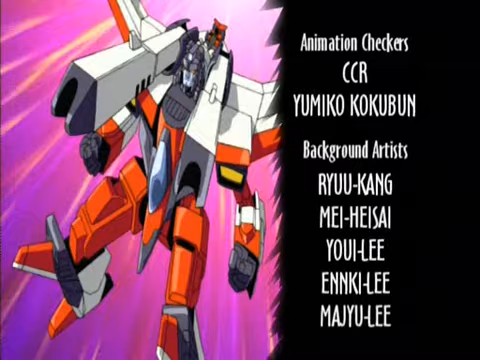 Animation Checkers
CCR
YUMIKO KOKUBUN
Background Artists
RYUU-KANG
MEI-HEISAI
YOUI-LEE
ENNKI-LEE
MAJYU-LEE